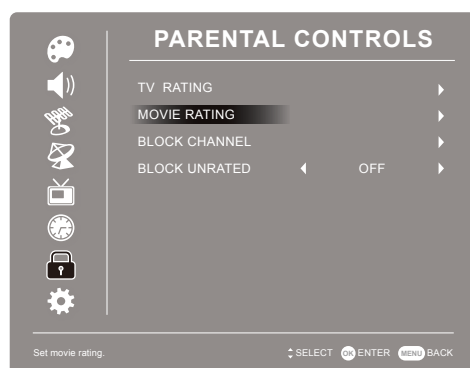 PARENTAL CONTROLS
TV RATING
MOVIE RATING
BLOCK CHANNEL
BLOCK UNRATED OFF
Set movie rating. SELECT OK ENTER MENU BACK